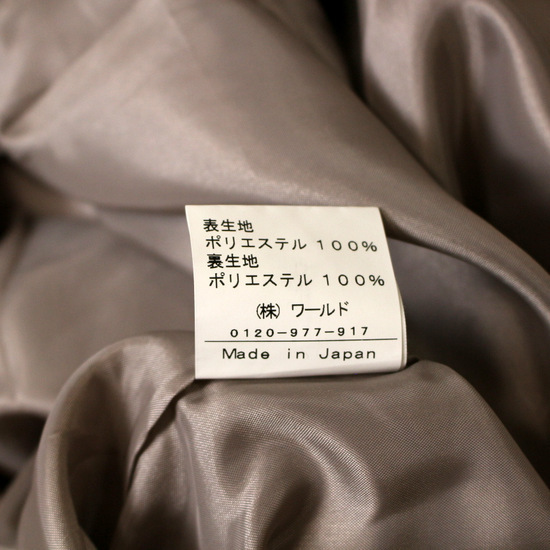 表生地
ポリエステル １００％
裏生地
ポリエステル １００％
（株）ワールド
０１２０−９７７−９１７
Ｍａｄｅ ｉｎ Ｊａｐａｎ